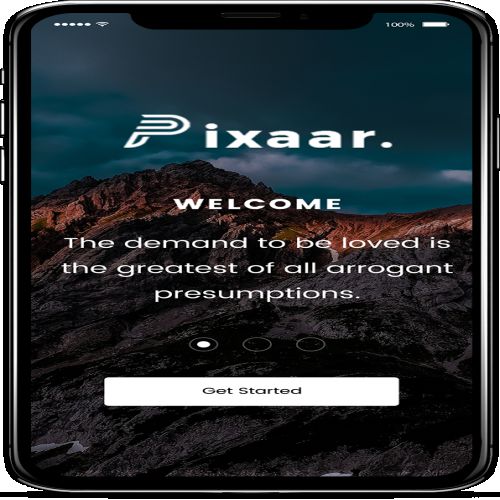 100%
Pixaar.
WELCOME
The demand to be loved is
the greatest of all arrogant
presumptions.
Get Started